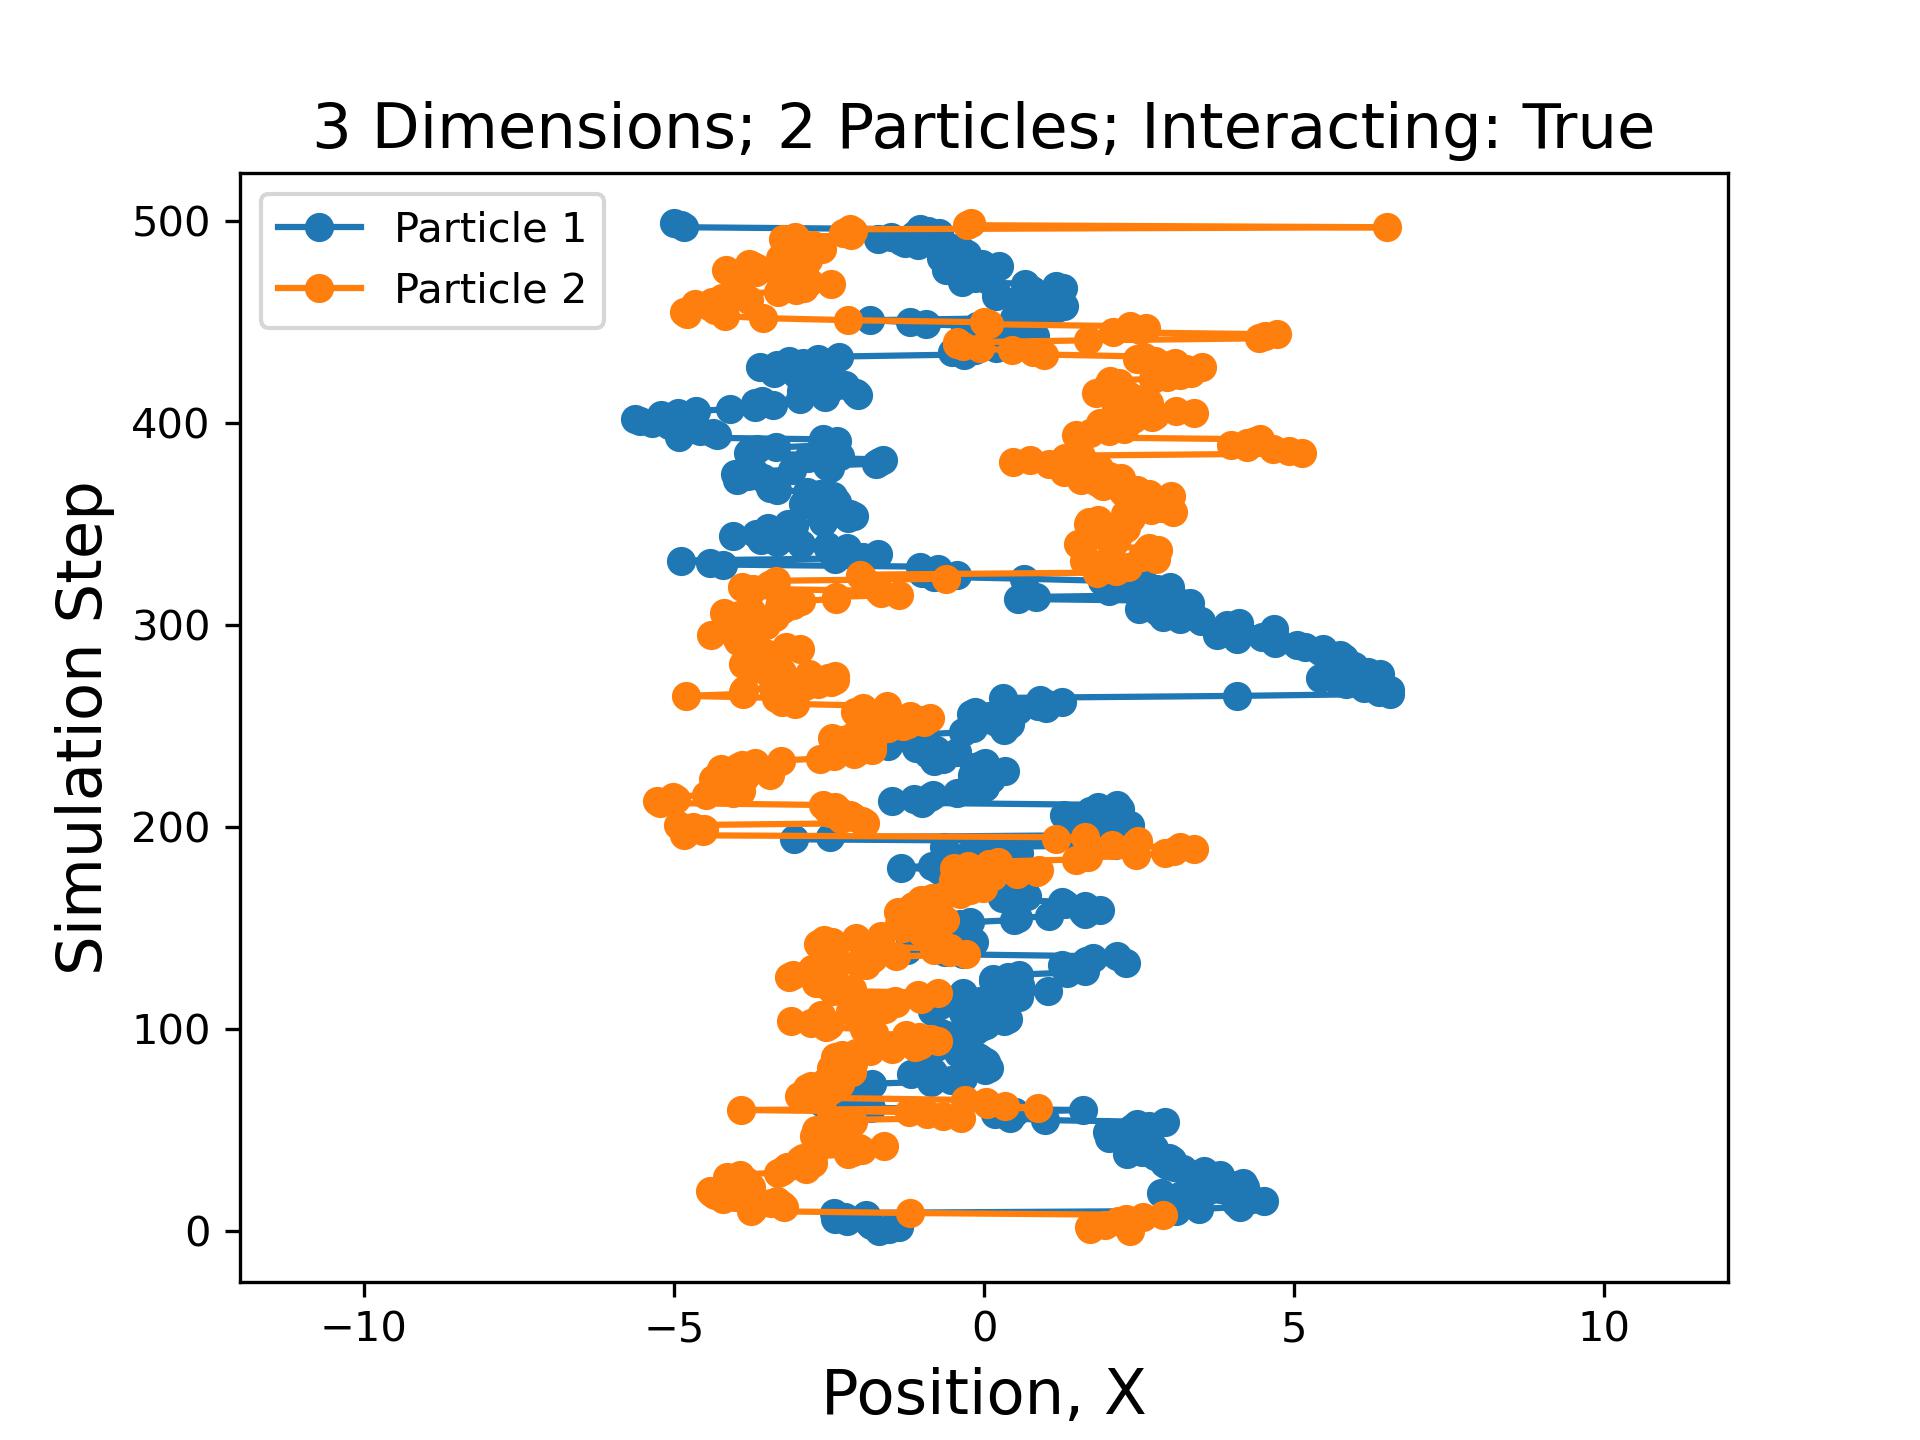 3 Dimensions; 2 Particles; Interacting: True
Particle 1
Particle 2
500
400
300
200
100
0
Simulation Step
−10
−5
0
5
10
Position, X